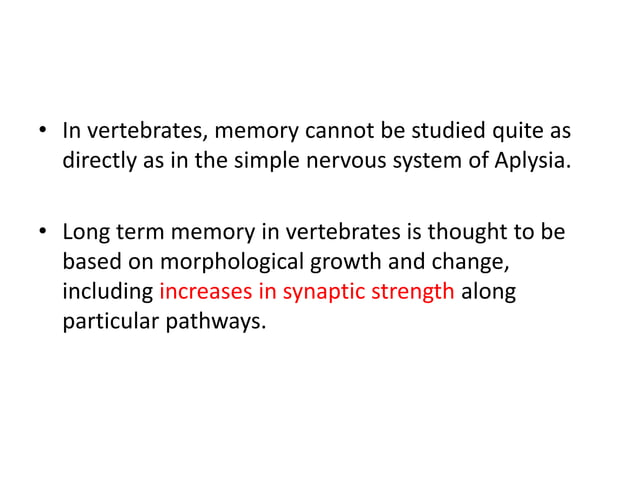 • In vertebrates, memory cannot be studied quite as
directly as in the simple nervous system of Aplysia.
• Long term memory in vertebrates is thought to be
based on morphological growth and change,
including increases in synaptic strength along
particular pathways.